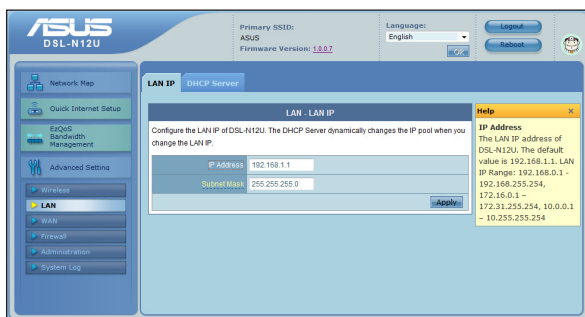 ASUS
DSL-N12U
Primary SSID:
ASUS
Firmware Version: 1.0.0.7
Language:
English
OK
Logout
Reboot
Network Map
Quick Internet Setup
EzQoS
Bandwidth
Management
Advanced Setting
Wireless
LAN
WAN
Firewall
Administration
System Log
LAN IP
DHCP Server
LAN - LAN IP
Configure the LAN IP of DSL-N12U. The DHCP Server dynamically changes the IP pool when you
change the LAN IP.
IP Address 192.168.1.1
Subnet Mask 255.255.255.0
Apply
Help X
IP Address
The LAN IP address of
DSL-N12U. The default
value is 192.168.1.1. LAN
IP Range: 192.168.0.1 -
192.168.255.254,
172.16.0.1 –
172.31.255.254, 10.0.0.1
– 10.255.255.254